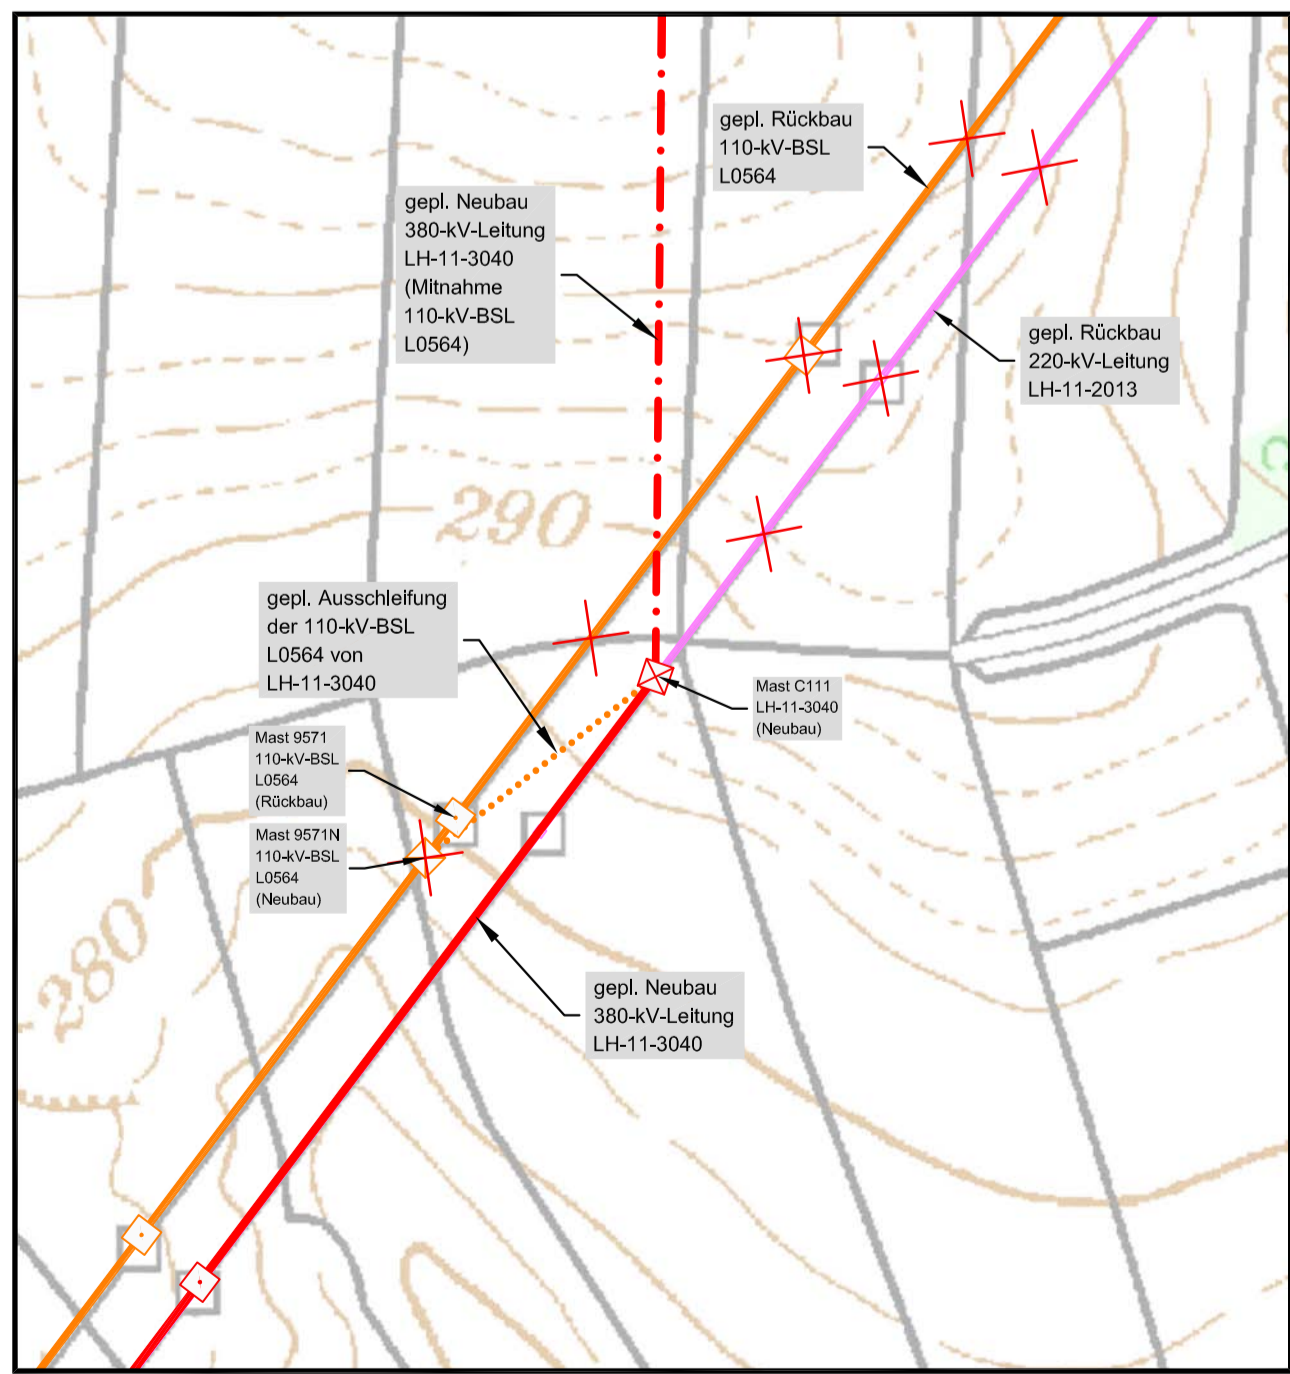 gepl. Rückbau
110-kV-BSL
L0564
gepl. Neubau
380-kV-Leitung
LH-11-3040
(Mitnahme
110-kV-BSL
L0564)
gepl. Rückbau
220-kV-Leitung
LH-11-2013
290
gepl. Ausschleifung
der 110-kV-BSL
L0564 von
LH-11-3040
Mast C111
LH-11-3040
(Neubau)
Mast 9571
110-kV-BSL
L0564
(Rückbau)
Mast 9571N
110-kV-BSL
L0564
(Neubau)
280
gepl. Neubau
380-kV-Leitung
LH-11-3040